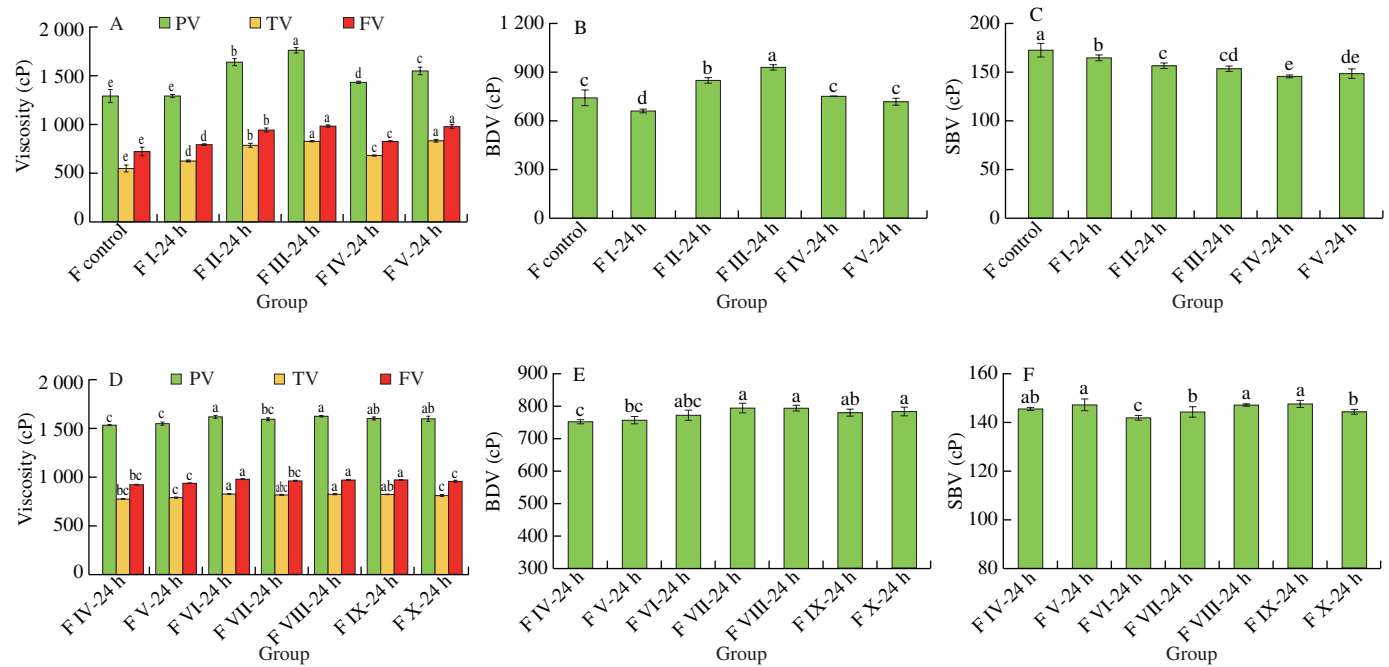 A PV TV FV
Viscosity (cP)
2 000
1 500
1 000
500
0
e e e
e d d
b b b
a a a
d c c
c a a
F control F I-24 h F II-24 h F III-24 h F IV-24 h F V-24 h
Group
B
BDV (cP)
1 200
900
600
300
0
c d b a c c
F control F I-24 h F II-24 h F III-24 h F IV-24 h F V-24 h
Group
C
SBV (cP)
200
150
100
50
0
a b c cd e de
F control F I-24 h F II-24 h F III-24 h F IV-24 h F V-24 h
Group
D PV TV FV
Viscosity (cP)
2 000
1 500
1 000
500
0
c bc bc
c c c
a a a
bc abc bc
a a a
ab ab a
ab c c
F IV-24 h F V-24 h F VI-24 h F VII-24 h F VIII-24 h F IX-24 h F X-24 h
Group
E
BDV (cP)
900
800
700
600
500
400
300
c bc abc a a ab a
F IV-24 h F V-24 h F VI-24 h F VII-24 h F VIII-24 h F IX-24 h F X-24 h
Group
F
SBV (cP)
160
140
120
100
80
ab a c b a a b
F IV-24 h F V-24 h F VI-24 h F VII-24 h F VIII-24 h F IX-24 h F X-24 h
Group